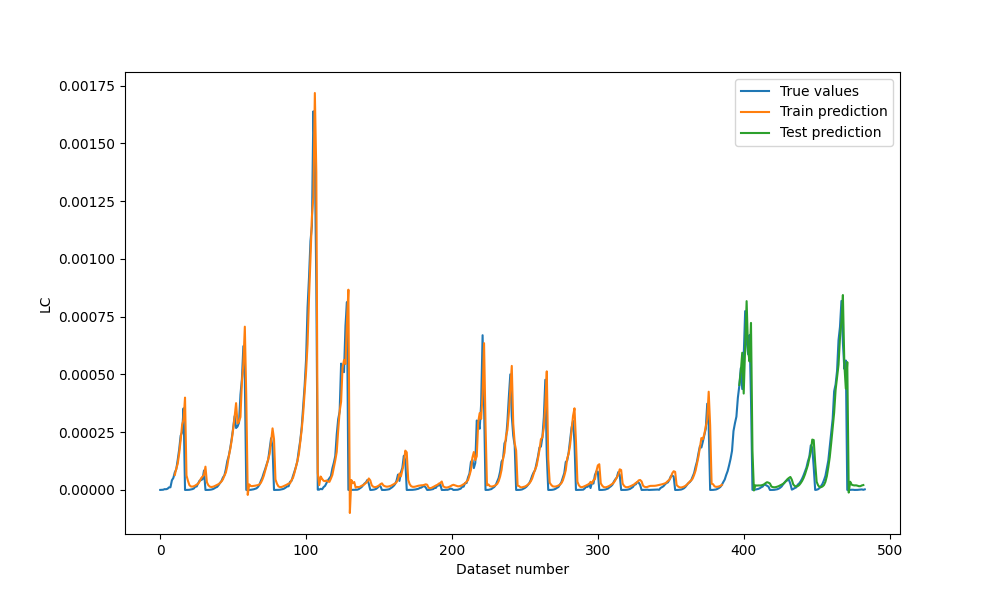 0.00175
0.00150
0.00125
0.00100
0.00075
0.00050
0.00025
0.00000
LC
0 100 200 300 400 500
Dataset number
True values
Train prediction
Test prediction